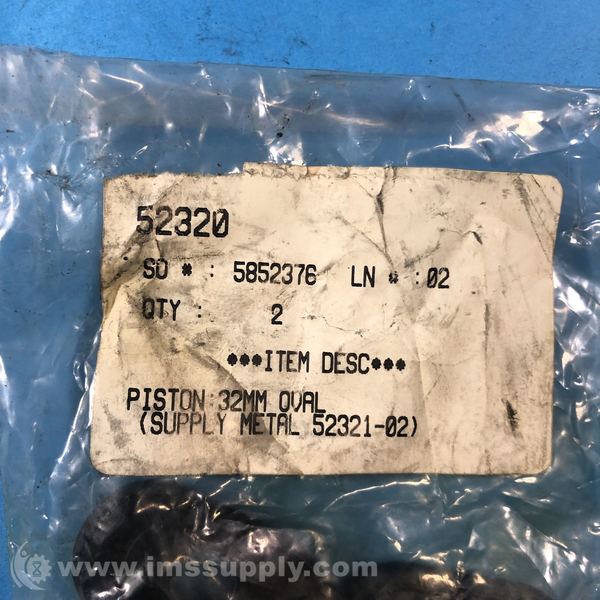 52320
SO # : 5852376 LN # : 02
QTY : 2
***ITEM DESC***
PISTON:32MM OVAL
(SUPPLY METAL 52321-02)
www.imssupply.com